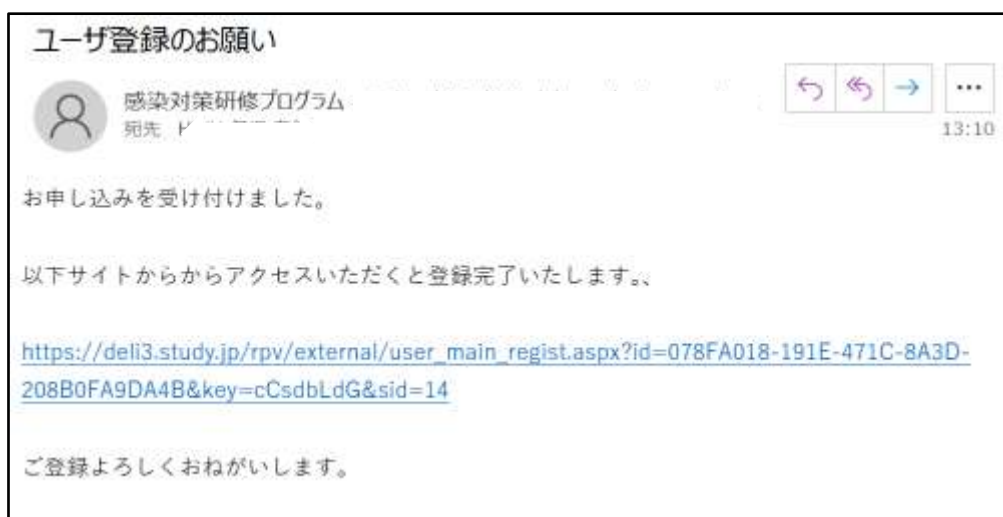 ユーザ登録のお願い
感染対策研修プログラム
宛先
13:10
お申し込みを受け付けました。
以下サイトからからアクセスいただくと登録完了いたします。、
https://deli3.study.jp/rpv/external/user_main_regist.aspx?id=078FA018-191E-471C-8A3D-
208B0FA9DA4B&key=cCsdbLdG&sid=14
ご登録よろしくおねがいします。